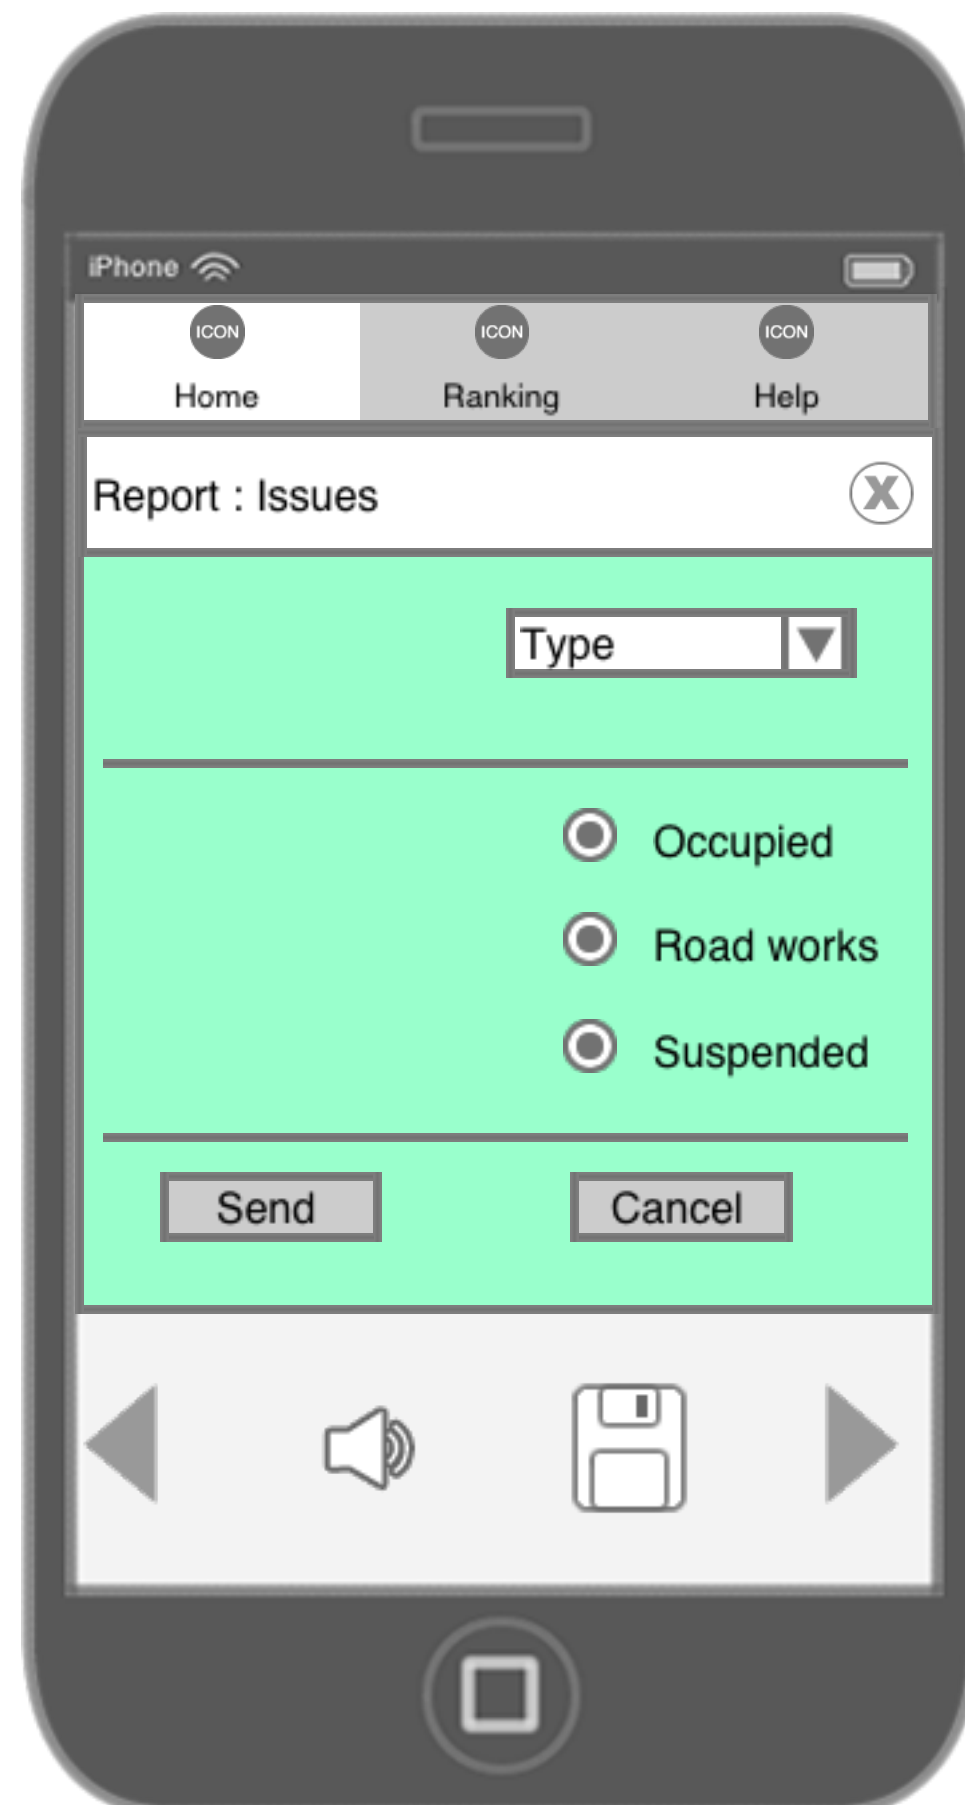 iPhone
ICON ICON ICON
Home Ranking Help
Report : Issues
X
Type
Occupied
Road works
Suspended
Send Cancel